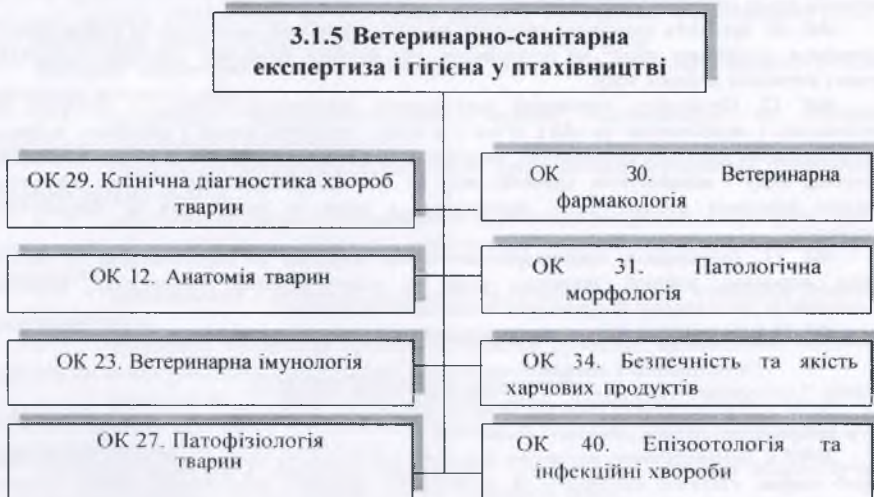 3.1.5 Ветеринарно-санітарна
експертиза і гігієна у птахівництві
ОК 29. Клінічна діагностика хвороб
тварин
ОК 30. Ветеринарна
фармакологія
ОК 12. Анатомія тварин
ОК 31. Патологічна
морфологія
ОК 23. Ветеринарна імунологія
ОК 34. Безпечність та якість
харчових продуктів
ОК 27. Патофізіологія
тварин
ОК 40. Епізоотологія та
інфекційні хвороби